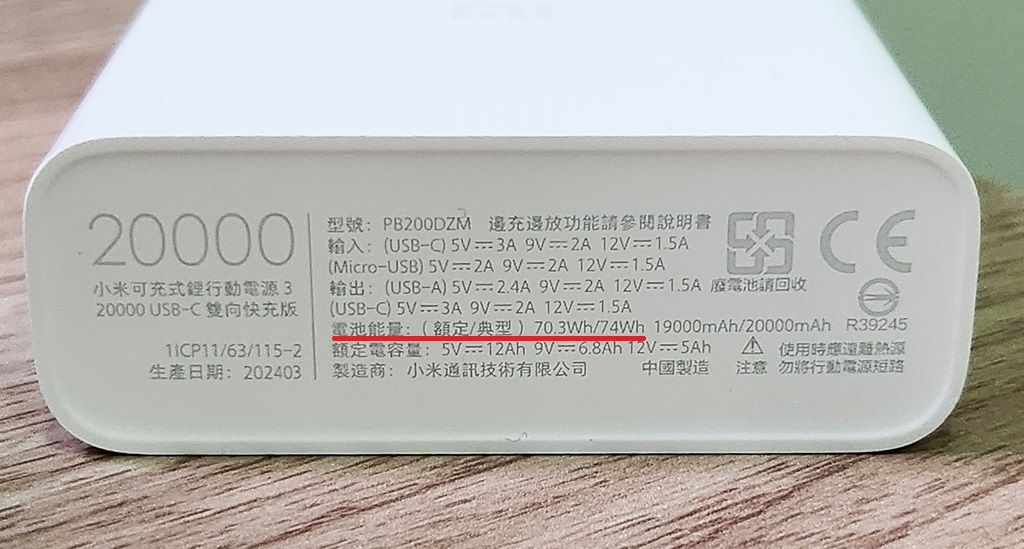 mi
20000
小米可充式鋰行動電源 3
20000 USB-C 雙向快充版
1ICP11/63/115-2
生產日期：202403
型號：PB200DZM 邊充邊放功能請參閱說明書
輸入：(USB-C) 5V⎓3A 9V⎓2A 12V⎓1.5A
(Micro-USB) 5V⎓2A 9V⎓2A 12V⎓1.5A
輸出：(USB-A) 5V⎓2.4A 9V⎓2A 12V⎓1.5A
(USB-C) 5V⎓3A 9V⎓2A 12V⎓1.5A
電池能量：(額定/典型) 70.3Wh/74Wh 19000mAh/20000mAh
額定電容量：5V⎓12Ah 9V⎓6.8Ah 12V⎓5Ah
製造商：小米通訊技術有限公司 中國製造
廢電池請回收
CE
R39245
注意 使用時應遠離熱源
勿將行動電源短路